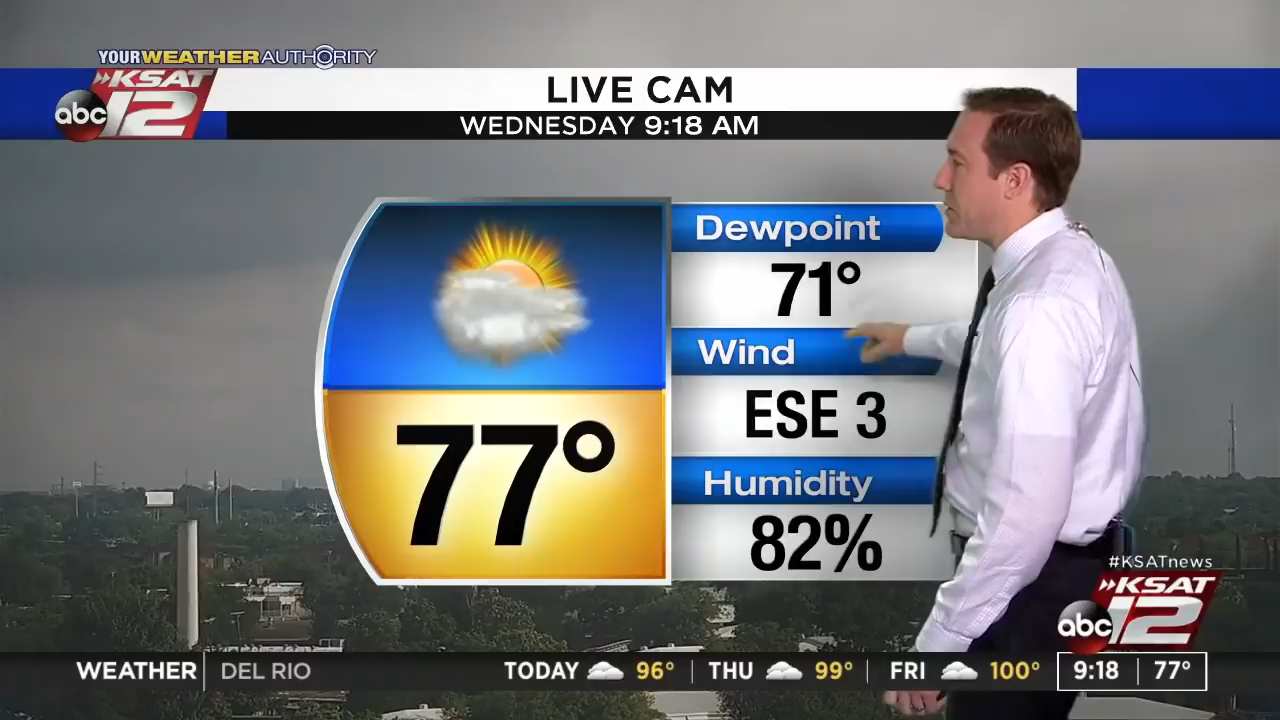 YOURWEATHERAUTHORITY
KSAT
abc 12
LIVE CAM
WEDNESDAY 9:18 AM
Dewpoint
71°
Wind
ESE 3
77°
Humidity
82%
#KSATnews
KSAT
abc 12
WEATHER DEL RIO TODAY 96° THU 99° FRI 100° 9:18 77°